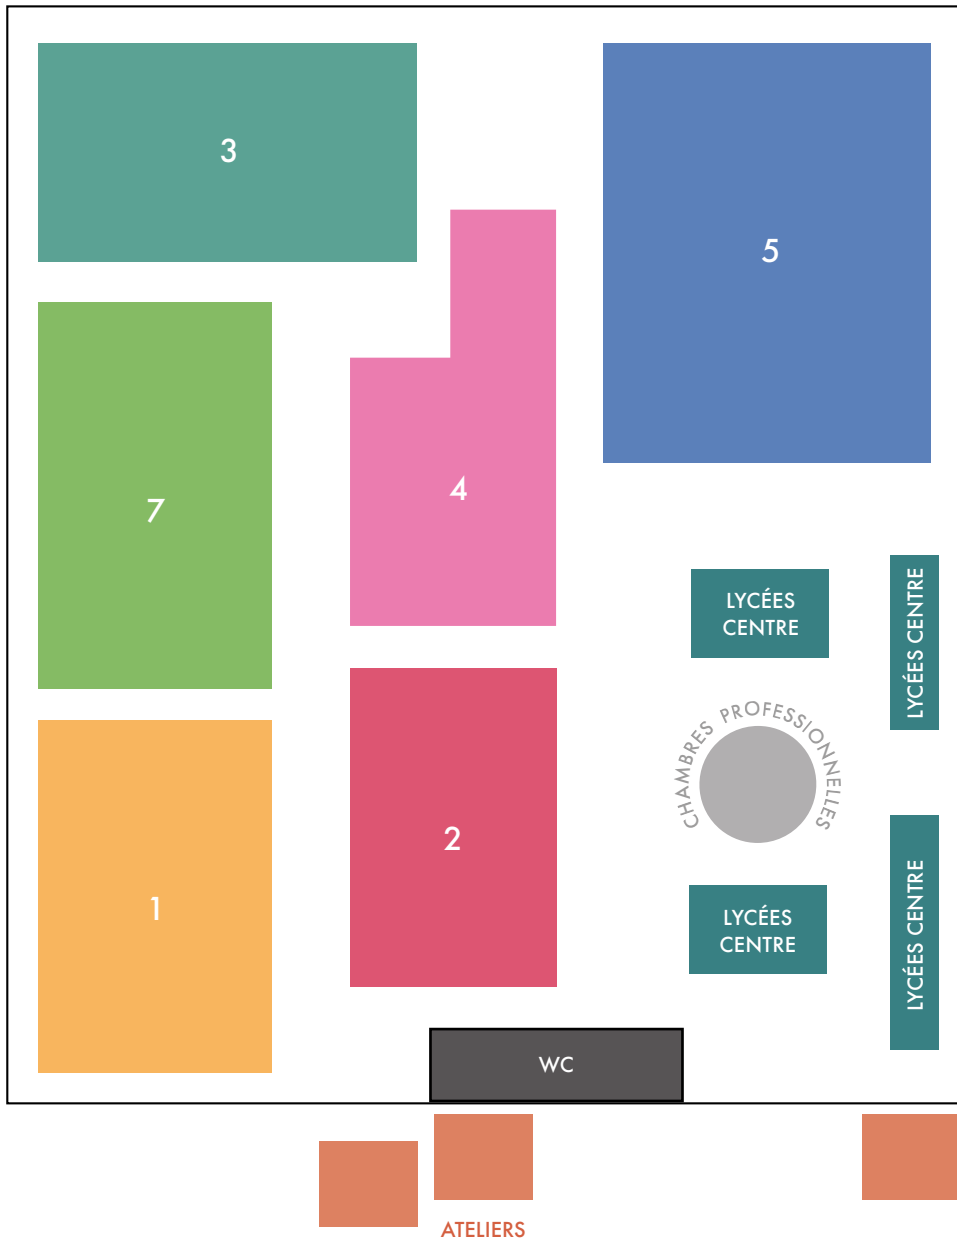 3
5
7
4
LYCÉES
CENTRE
LYCÉES CENTRE
CHAMBRES PROFESSIONNELLES
2
1
LYCÉES
CENTRE
LYCÉES CENTRE
WC
ATELIERS